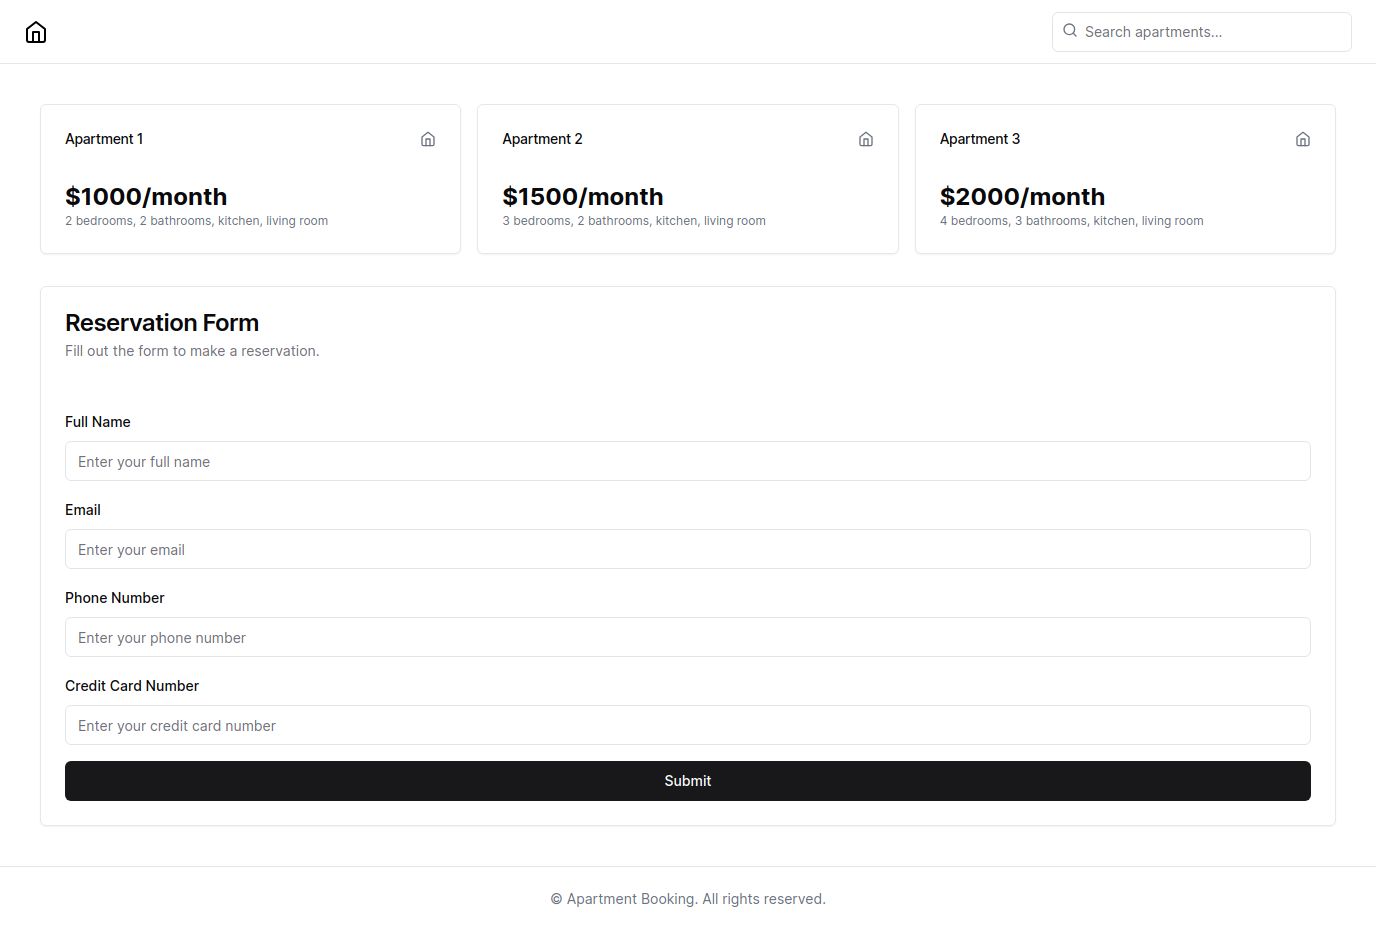 Search apartments...
Apartment 1
$1000/month
2 bedrooms, 2 bathrooms, kitchen, living room
Apartment 2
$1500/month
3 bedrooms, 2 bathrooms, kitchen, living room
Apartment 3
$2000/month
4 bedrooms, 3 bathrooms, kitchen, living room
Reservation Form
Fill out the form to make a reservation.
Full Name
Enter your full name
Email
Enter your email
Phone Number
Enter your phone number
Credit Card Number
Enter your credit card number
Submit
© Apartment Booking. All rights reserved.